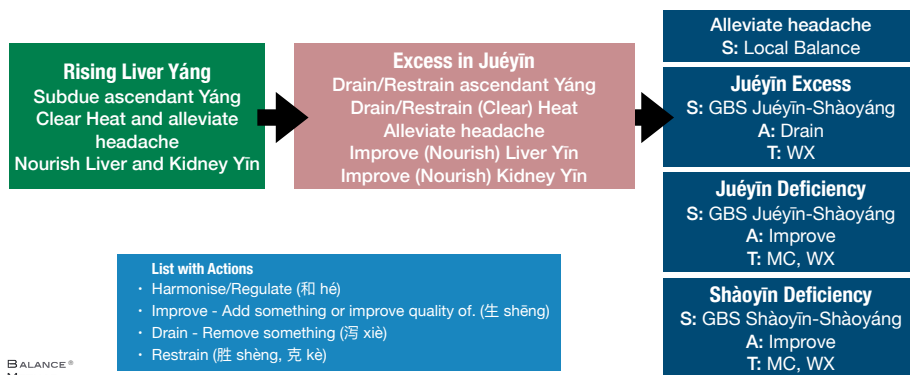 Rising Liver Yáng
Subdue ascendant Yáng
Clear Heat and alleviate
headache
Nourish Liver and Kidney Yīn
Excess in Juéyīn
Drain/Restrain ascendant Yáng
Drain/Restrain (Clear) Heat
Alleviate headache
Improve (Nourish) Liver Yīn
Improve (Nourish) Kidney Yīn
Alleviate headache
S: Local Balance
Juéyīn Excess
S: GBS Juéyīn-Shàoyáng
A: Drain
T: WX
Juéyīn Deficiency
S: GBS Juéyīn-Shàoyáng
A: Improve
T: MC, WX
Shàoyīn Deficiency
S: GBS Shàoyīn-Shàoyáng
A: Improve
T: MC, WX
List with Actions
· Harmonise/Regulate (和 hé)
· Improve - Add something or improve quality of. (生 shēng)
· Drain - Remove something (泻 xiè)
· Restrain (胜 shèng, 克 kè)
BALANCE®